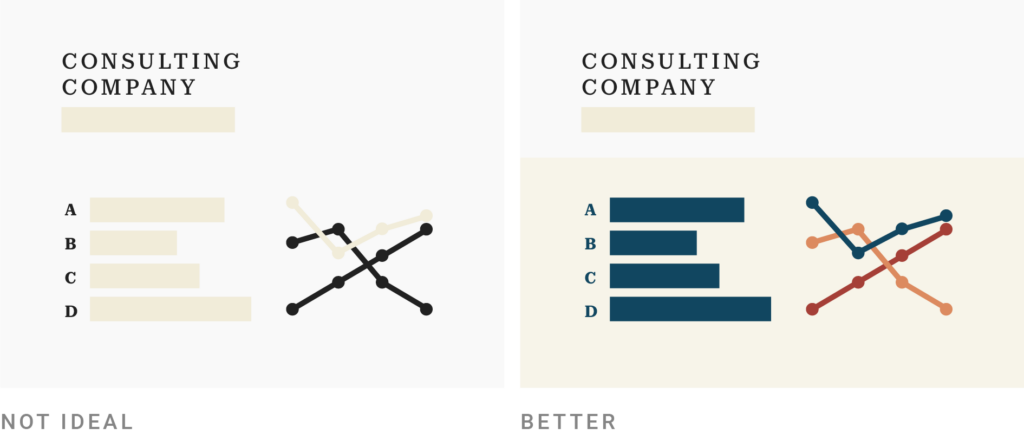 CONSULTING
COMPANY
A
B
C
D
NOT IDEAL
CONSULTING
COMPANY
A
B
C
D
BETTER